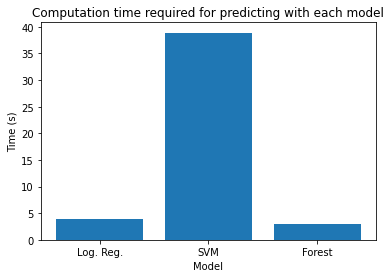 Computation time required for predicting with each model
40
35
30
25
20
15
10
5
0
Time (s)
Log. Reg.
SVM
Forest
Model